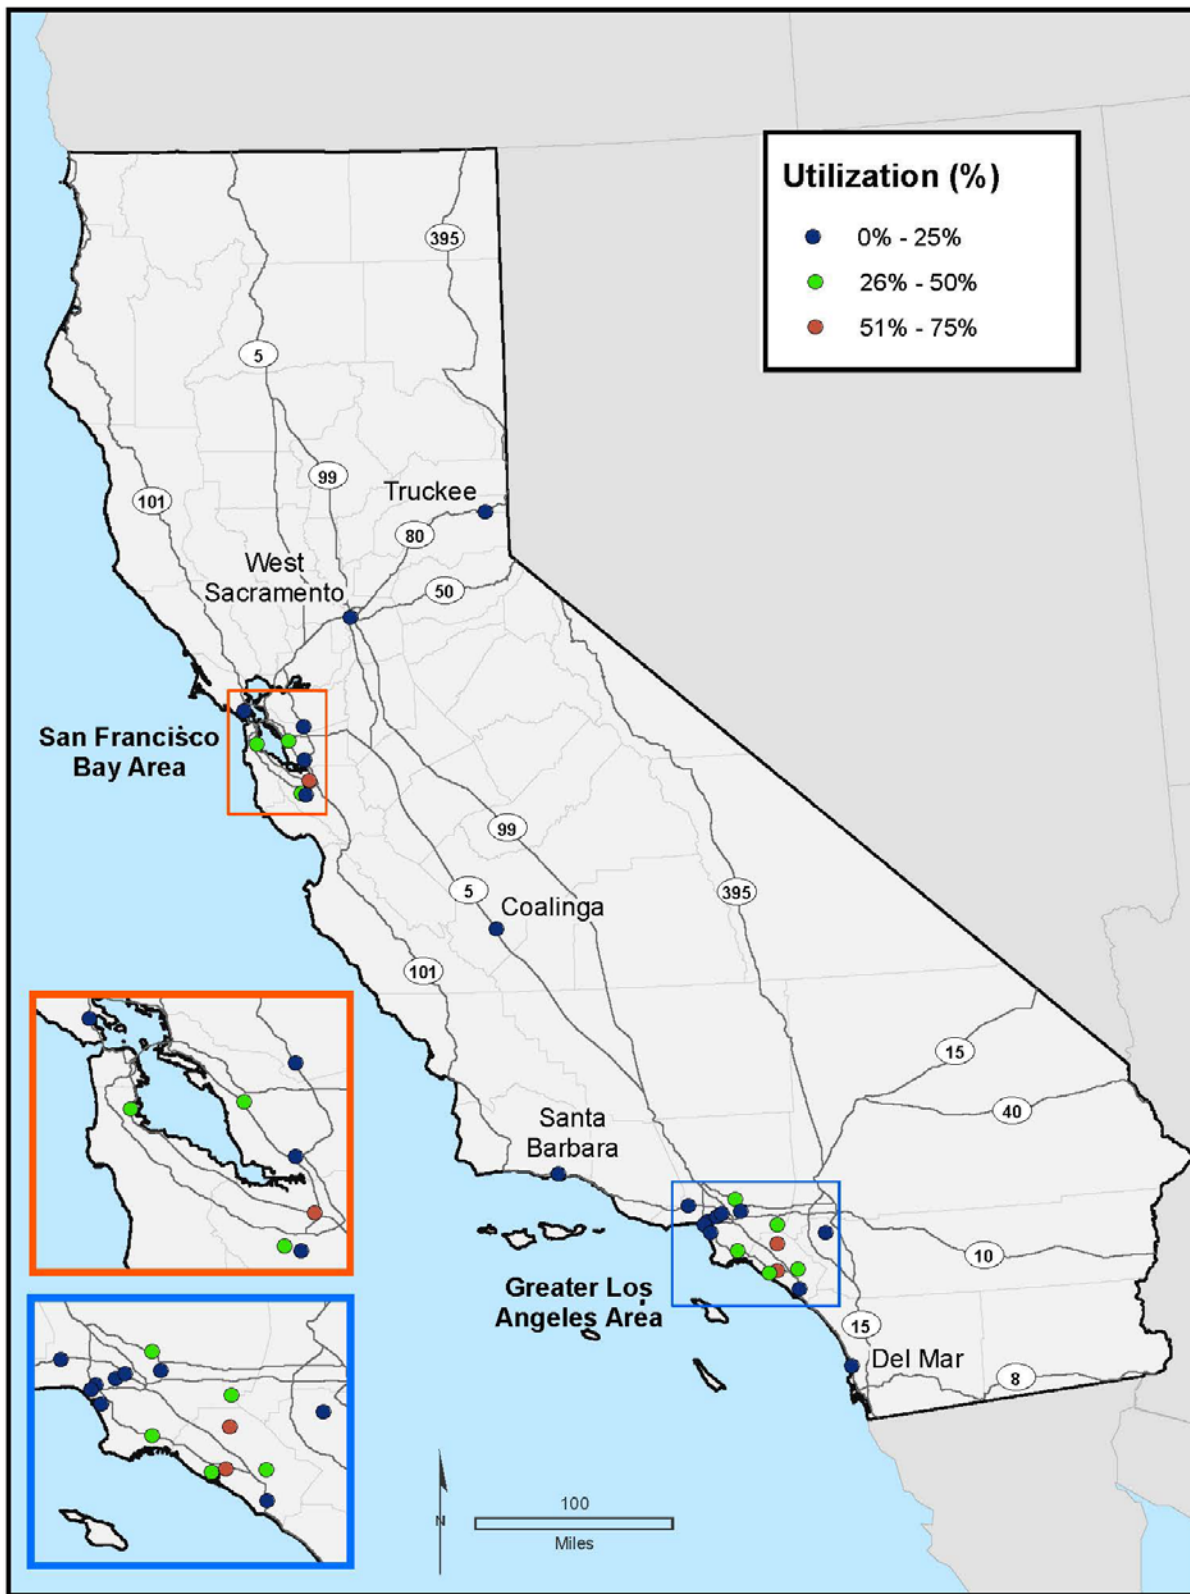 Utilization (%)
0% - 25%
26% - 50%
51% - 75%
395
5
99
101
Truckee
80
West
Sacramento
50
San Francisco
Bay Area
99
5
395
Coalinga
101
15
40
Santa
Barbara
10
Greater Los
Angeles Area
15
Del Mar
8
100
N
Miles